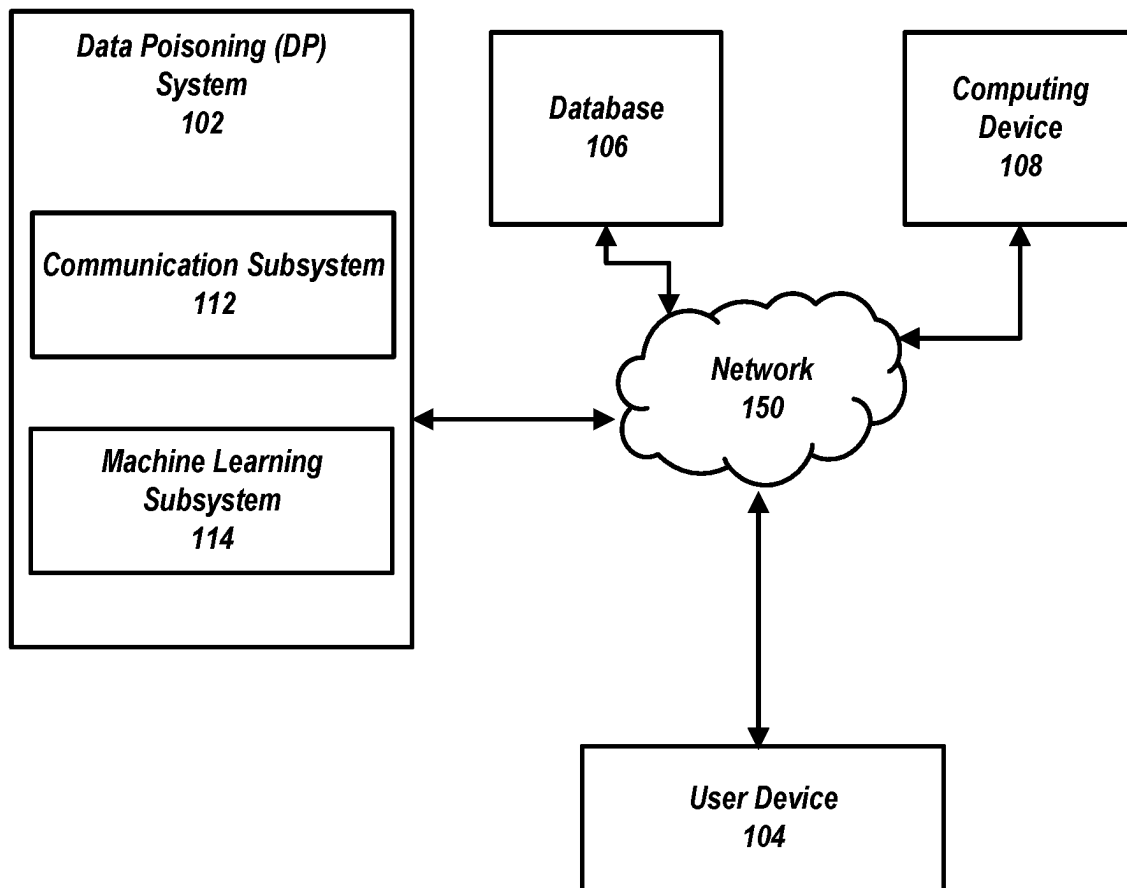 Data Poisoning (DP)
System
102
Communication Subsystem
112
Machine Learning
Subsystem
114
Database
106
Computing
Device
108
Network
150
User Device
104